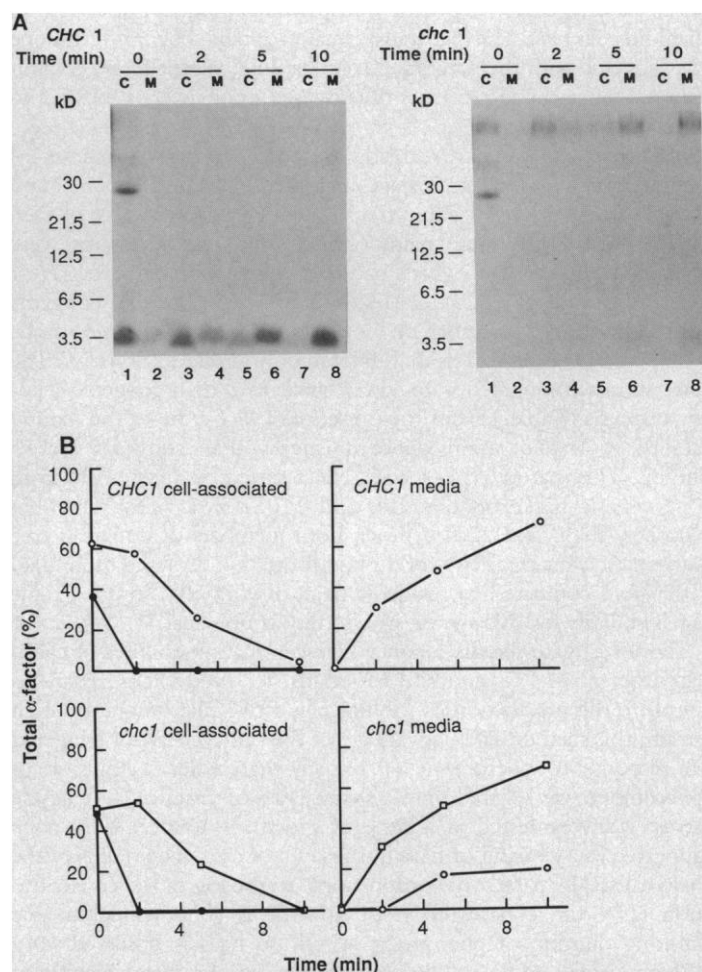 A
CHC 1
Time (min) 0 2 5 10
C M C M C M C M
kD
30
21.5
12.5
6.5
3.5
1 2 3 4 5 6 7 8
chc 1
Time (min) 0 2 5 10
C M C M C M C M
kD
30
21.5
12.5
6.5
3.5
1 2 3 4 5 6 7 8
B
Total α-factor (%)
100
80
60
40
20
0
CHC1 cell-associated
CHC1 media
100
80
60
40
20
0
chc1 cell-associated
chc1 media
0 4 8
0 4 8
Time (min)